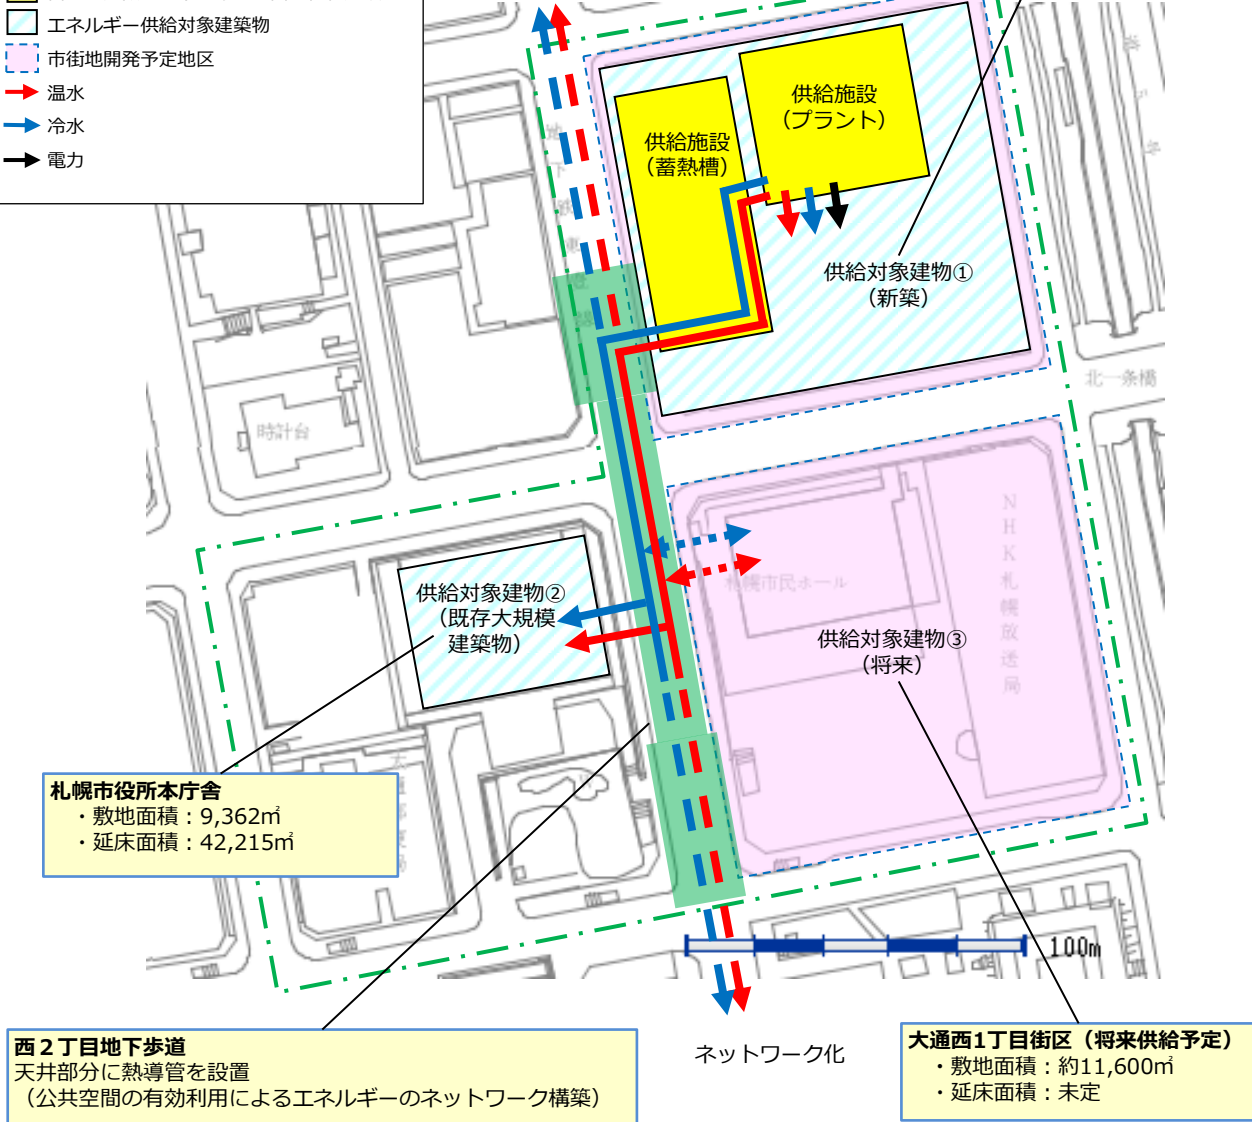 エネルギー供給対象建築物
市街地開発予定地区
温水
冷水
電力
供給施設
（プラント）
供給施設
（蓄熱槽）
供給対象建物①
（新築）
北一条橋
時計台
NHK札幌放送局
札幌市民ホール
供給対象建物②
（既存大規模
建築物）
供給対象建物③
（将来）
札幌市役所本庁舎
・敷地面積：9,362㎡
・延床面積：42,215㎡
100m
西２丁目地下歩道
天井部分に熱導管を設置
（公共空間の有効利用によるエネルギーのネットワーク構築）
ネットワーク化
大通西1丁目街区（将来供給予定）
・敷地面積：約11,600㎡
・延床面積：未定